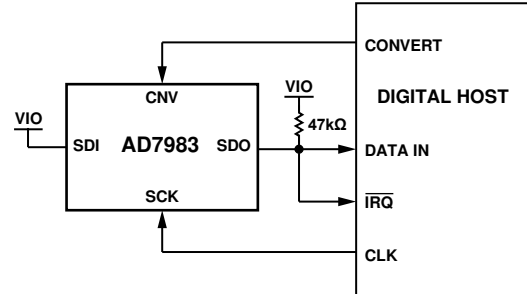 CONVERT
VIO
CNV
VIO
DIGITAL HOST
47kΩ
SDI
AD7983
SDO
DATA IN
SCK
IRQ
CLK